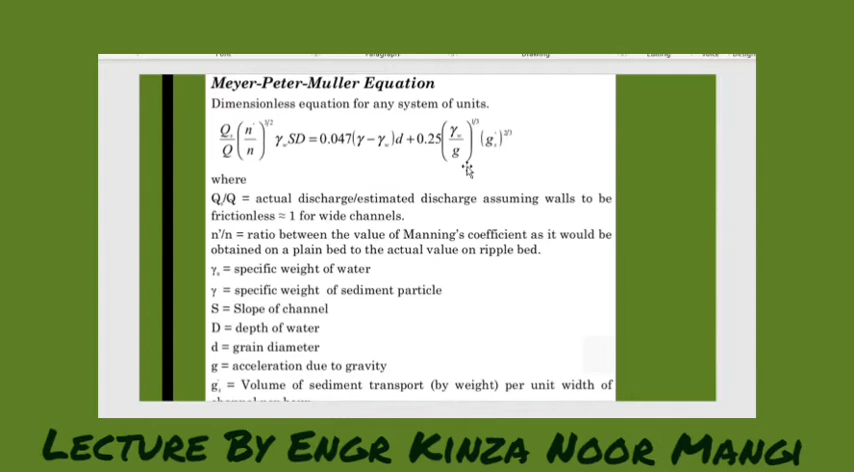 Font
Paragraph
Drawing
Editing
Voice
Meyer-Peter-Muller Equation
Dimensionless equation for any system of units.
Qs/Q (n'/n)^3/2 γw SD = 0.047(γ − γw)d + 0.25(γw/g)^1/3 (gs')^2/3
where
Q/Q = actual discharge/estimated discharge assuming walls to be
frictionless ≈ 1 for wide channels.
n'/n = ratio between the value of Manning's coefficient as it would be
obtained on a plain bed to the actual value on ripple bed.
γs = specific weight of water
γ = specific weight of sediment particle
S = Slope of channel
D = depth of water
d = grain diameter
g = acceleration due to gravity
gs = Volume of sediment transport (by weight) per unit width of
LECTURE BY ENGR KINZA NOOR MANGI